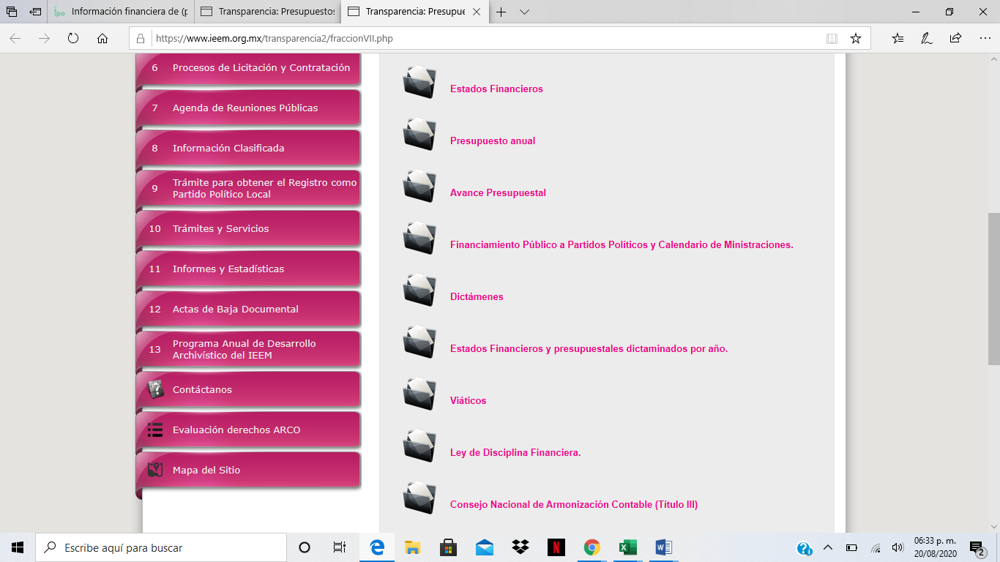 Información financiera de (p
Transparencia: Presupuestos
Transparencia: Presupue
https://www.ieem.org.mx/transparencia2/fraccionVII.php
6 Procesos de Licitación y Contratación
7 Agenda de Reuniones Públicas
8 Información Clasificada
9 Trámite para obtener el Registro como
Partido Político Local
10 Trámites y Servicios
11 Informes y Estadísticas
12 Actas de Baja Documental
13 Programa Anual de Desarrollo
Archivístico del IEEM
Contáctanos
Evaluación derechos ARCO
Mapa del Sitio
Estados Financieros
Presupuesto anual
Avance Presupuestal
Financiamiento Público a Partidos Políticos y Calendario de Ministraciones.
Dictámenes
Estados Financieros y presupuestales dictaminados por año.
Viáticos
Ley de Disciplina Financiera.
Consejo Nacional de Armonización Contable (Título III)
Escribe aquí para buscar
06:33 p. m.
20/08/2020
2